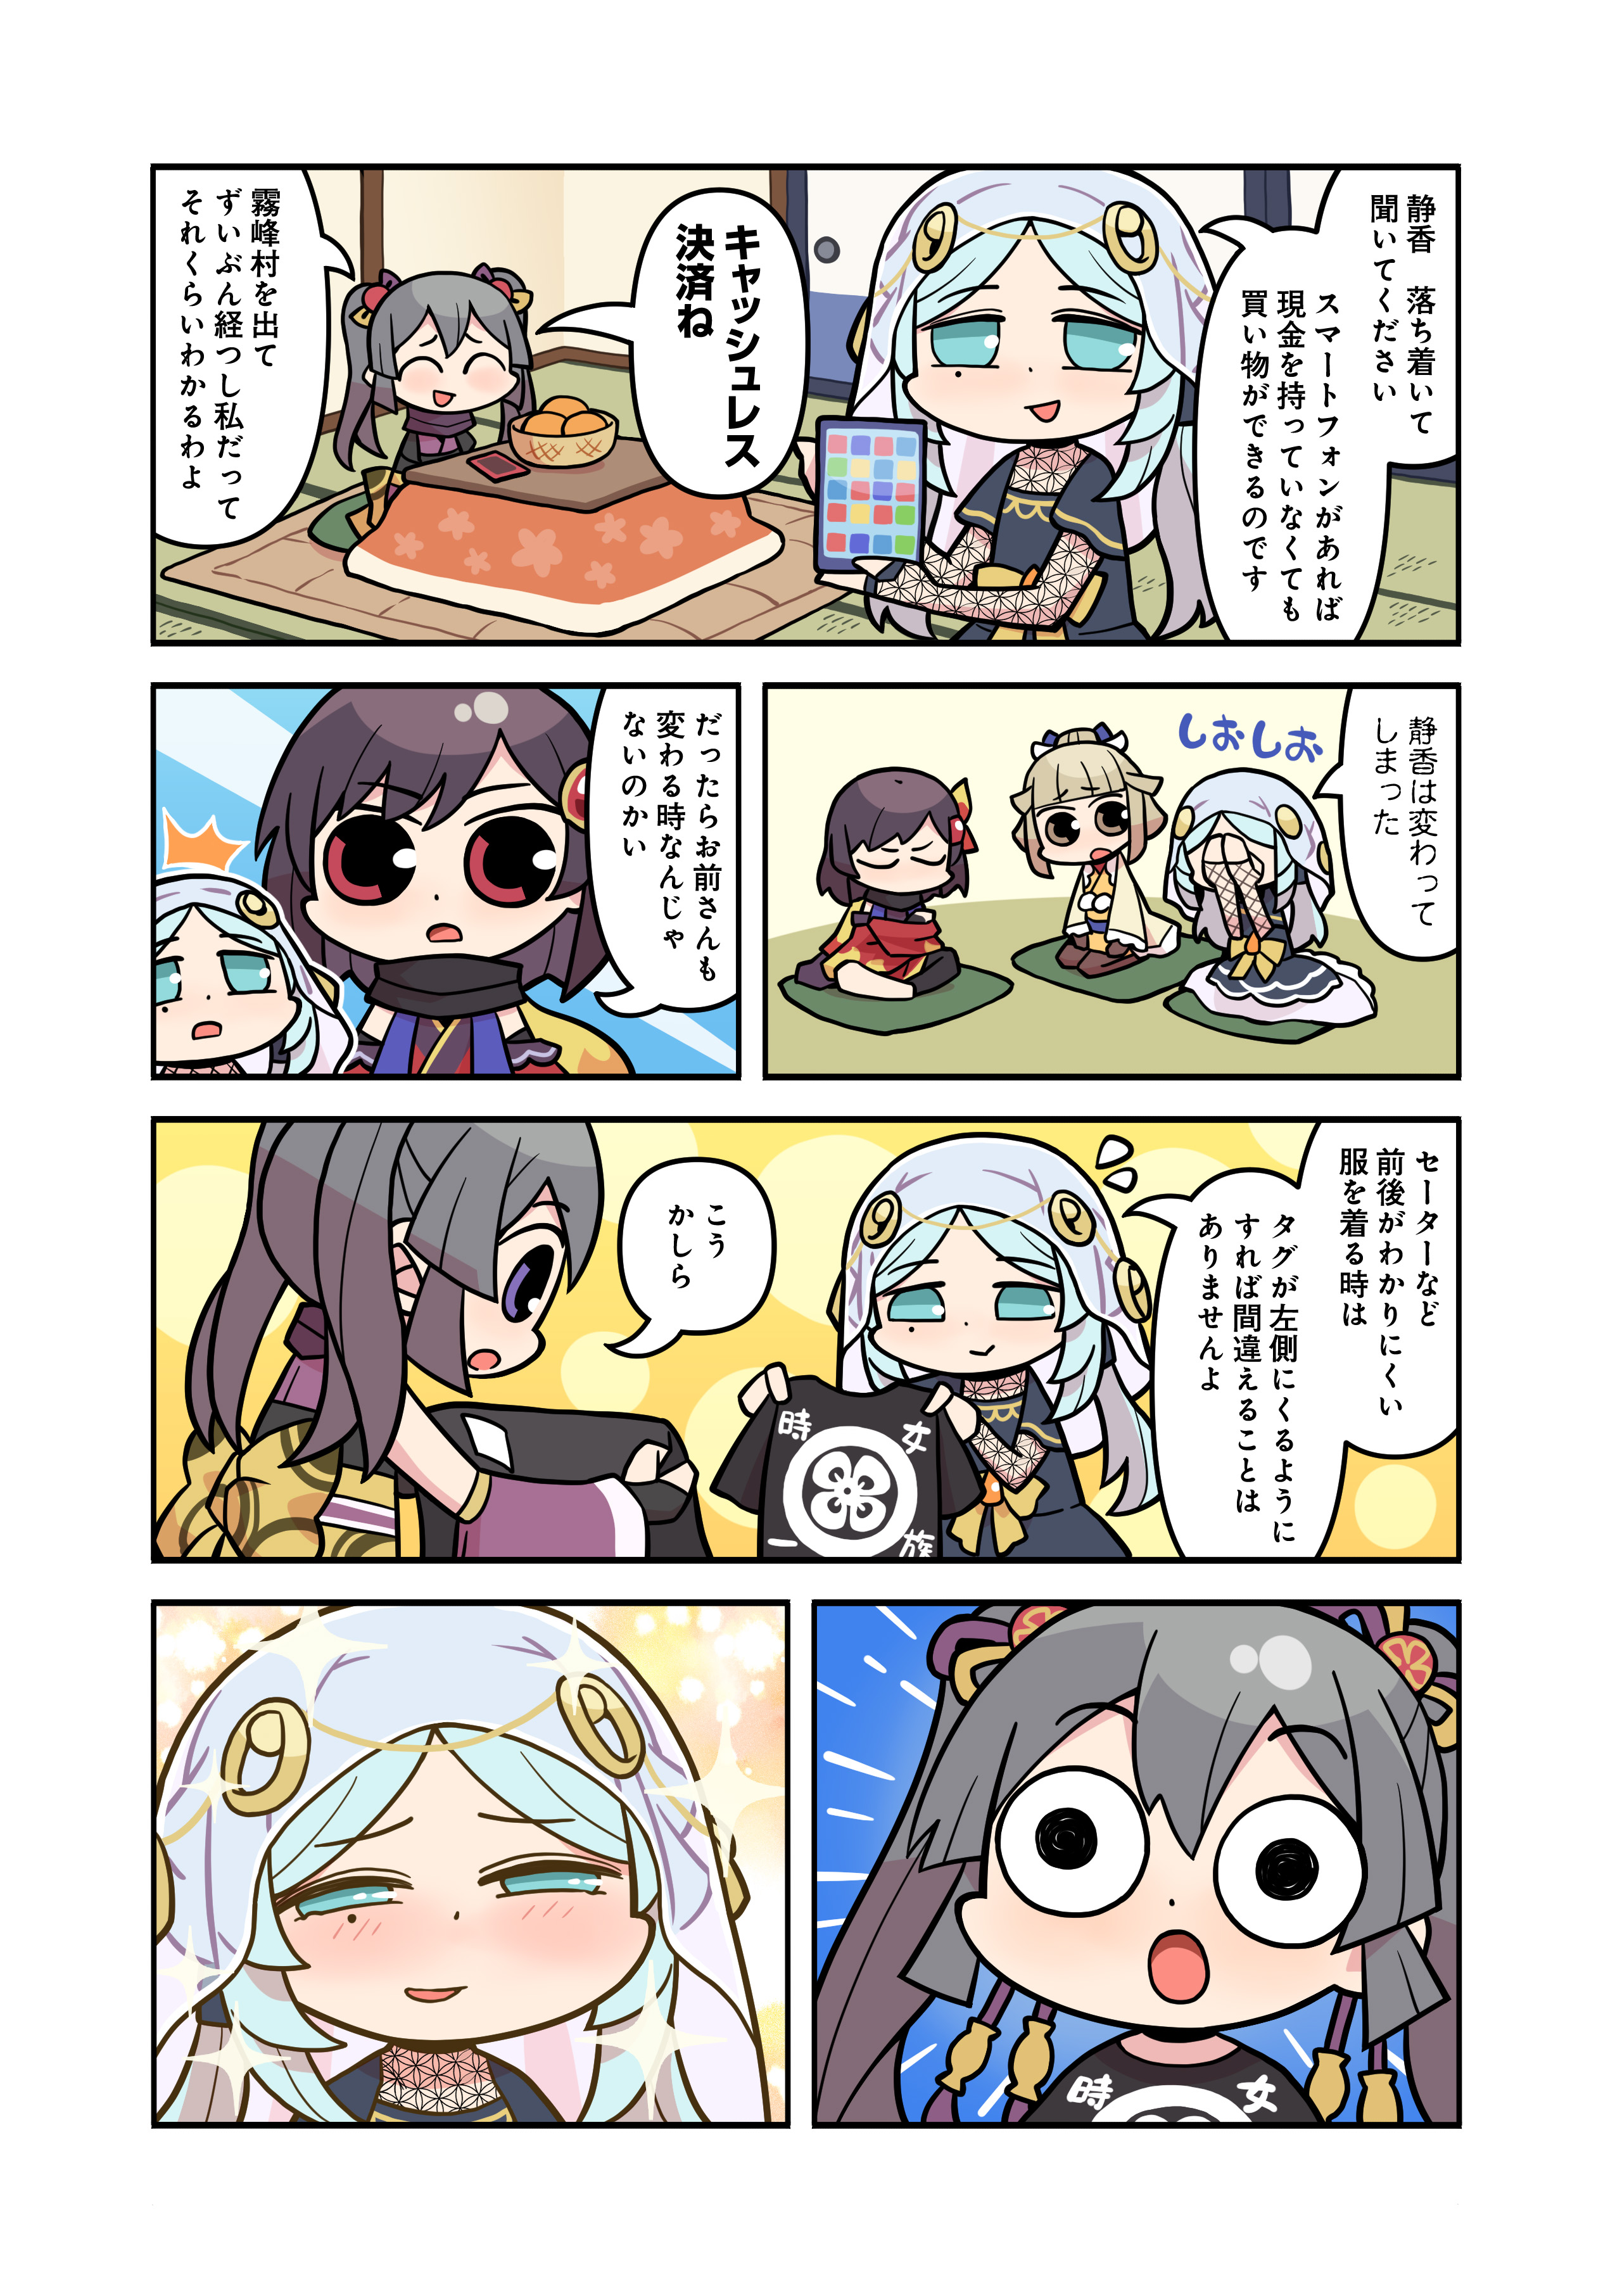 静香　落ち着いて
聞いてください
スマートフォンがあれば
現金を持っていなくても
買い物ができるのです
キャッシュレス
決済ね
霧峰村を出て
ずいぶん経つし私だって
それくらいわかるわよ
静香は変わって
しまった
しおしお
だったらお前さんも
変わる時なんじゃ
ないのかい
セーターなど
前後がわかりにくい
服を着る時は
タグが左側にくるように
すれば間違えることは
ありませんよ
こう
かしら
女
時
一
族
女
時